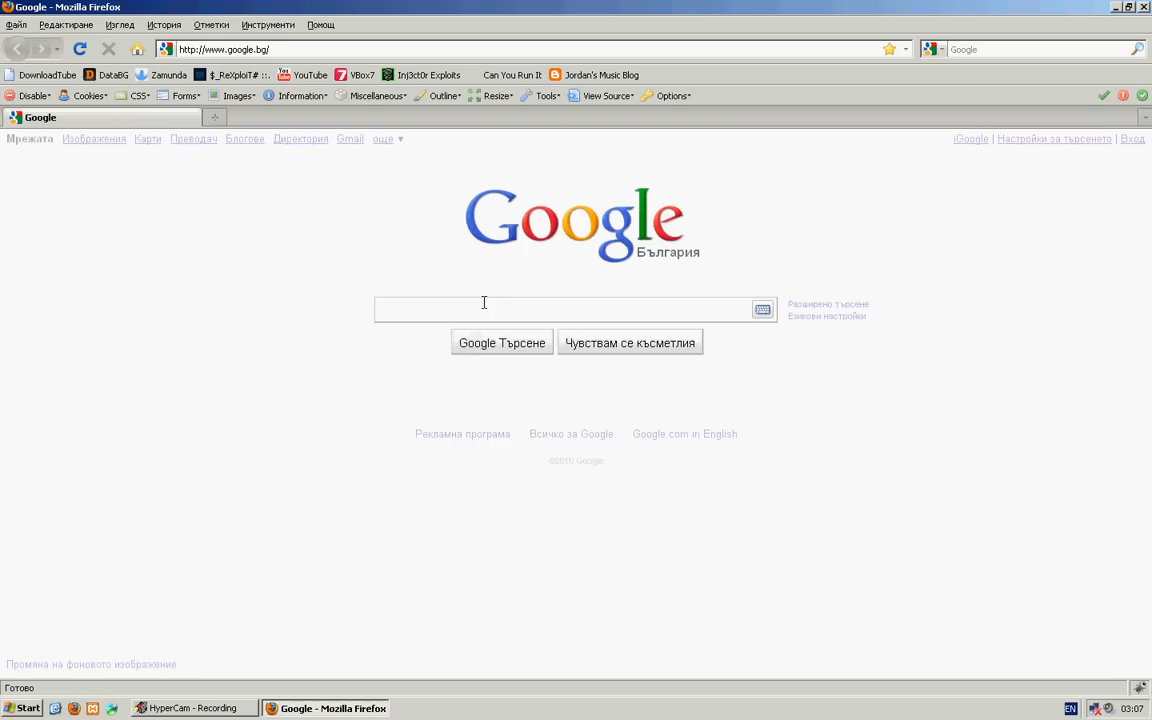 Google - Mozilla Firefox
Файл Редактиране Изглед История Отметки Инструменти Помощ
http://www.google.bg/ Google
DownloadTube DataBG Zamunda $_ReXploiT# ::. YouTube VBox7 Inj3ct0r Exploits Can You Run It Jordan's Music Blog
Disable Cookies CSS Forms Images Information Miscellaneous Outline Resize Tools View Source Options
Google
Мрежата Изображения Карти Преводач Блогове Директория Gmail още ▼ iGoogle | Настройки за търсенето | Вход
Google
България
Разширено търсене
Езикови настройки
Google Търсене Чувствам се късметлия
Рекламна програма Всичко за Google Google.com in English
©2010 Google
Промяна на фоновото изображение
Готово
Start HyperCam - Recording Google - Mozilla Firefox EN 03:07